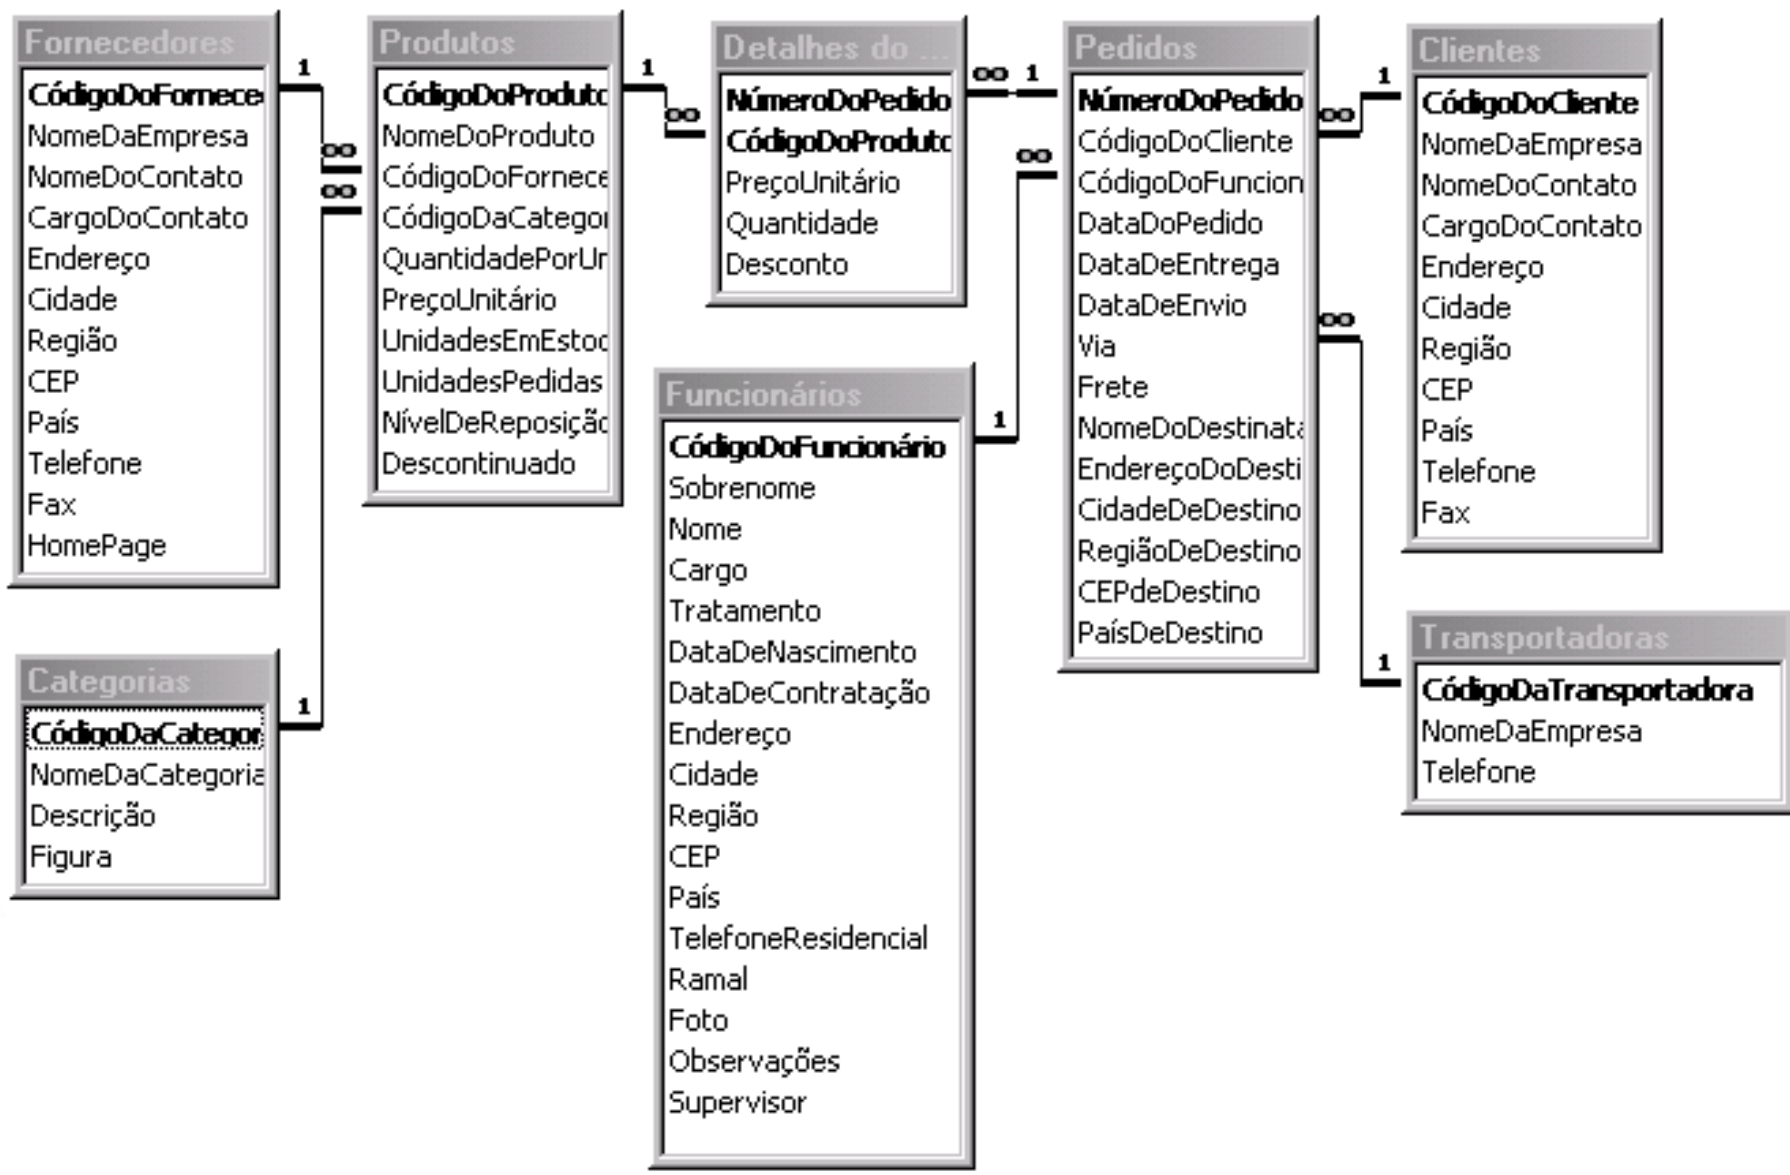 Fornecedores
CódigoDoFornece
NomeDaEmpresa
NomeDoContato
CargoDoContato
Endereço
Cidade
Região
CEP
País
Telefone
Fax
HomePage
1
∞
∞
Produtos
CódigoDoProduto
NomeDoProduto
CódigoDoFornece
CódigoDaCategor
QuantidadePorUn
PreçoUnitário
UnidadesEmEstoc
UnidadesPedidas
NívelDeReposição
Descontinuado
1
∞
Detalhes do ...
NúmeroDoPedido
CódigoDoProduto
PreçoUnitário
Quantidade
Desconto
∞ 1
∞
Pedidos
NúmeroDoPedido
CódigoDoCliente
CódigoDoFuncion
DataDoPedido
DataDeEntrega
DataDeEnvio
Via
Frete
NomeDoDestinata
EndereçoDoDesti
CidadeDeDestino
RegiãoDeDestino
CEPdeDestino
PaísDeDestino
1
∞
∞
1
Clientes
CódigoDoCliente
NomeDaEmpresa
NomeDoContato
CargoDoContato
Endereço
Cidade
Região
CEP
País
Telefone
Fax
Categorias
CódigoDaCategor
NomeDaCategoria
Descrição
Figura
1
Funcionários
CódigoDoFuncionário
Sobrenome
Nome
Cargo
Tratamento
DataDeNascimento
DataDeContratação
Endereço
Cidade
Região
CEP
País
TelefoneResidencial
Ramal
Foto
Observações
Supervisor
1
Transportadoras
CódigoDaTransportadora
NomeDaEmpresa
Telefone